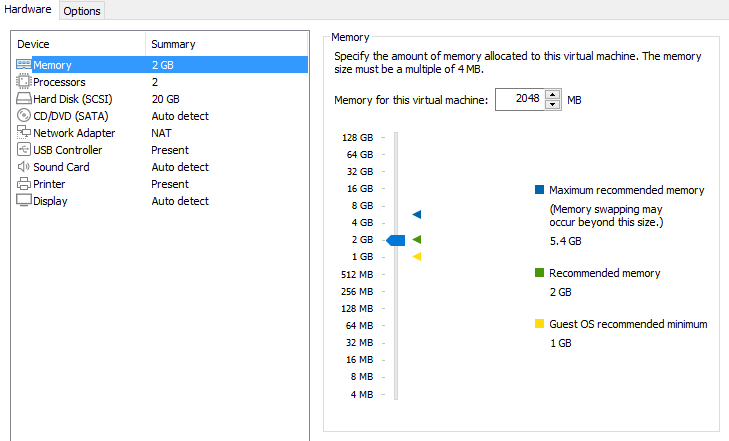 Hardware Options
Device Summary
Memory 2 GB
Processors 2
Hard Disk (SCSI) 20 GB
CD/DVD (SATA) Auto detect
Network Adapter NAT
USB Controller Present
Sound Card Auto detect
Printer Present
Display Auto detect
Memory
Specify the amount of memory allocated to this virtual machine. The memory
size must be a multiple of 4 MB.
Memory for this virtual machine: 2048 MB
128 GB
64 GB
32 GB
16 GB
8 GB
4 GB
2 GB
1 GB
512 MB
256 MB
128 MB
64 MB
32 MB
16 MB
8 MB
4 MB
Maximum recommended memory
(Memory swapping may
occur beyond this size.)
5.4 GB
Recommended memory
2 GB
Guest OS recommended minimum
1 GB